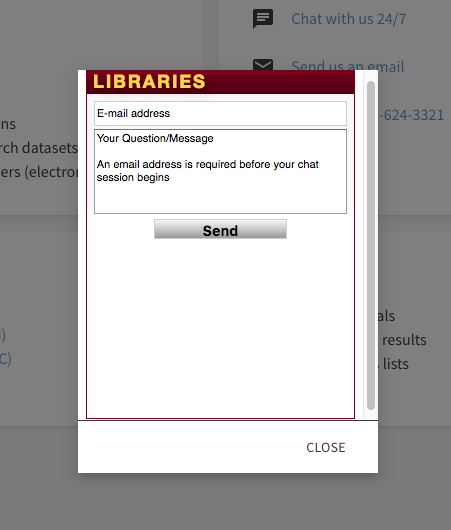 Chat with us 24/7
Send us an email
-624-3321
LIBRARIES
E-mail address
Your Question/Message
An email address is required before your chat
session begins
Send
ns
rch datasets
ers (electron
)
C)
als
results
lists
CLOSE